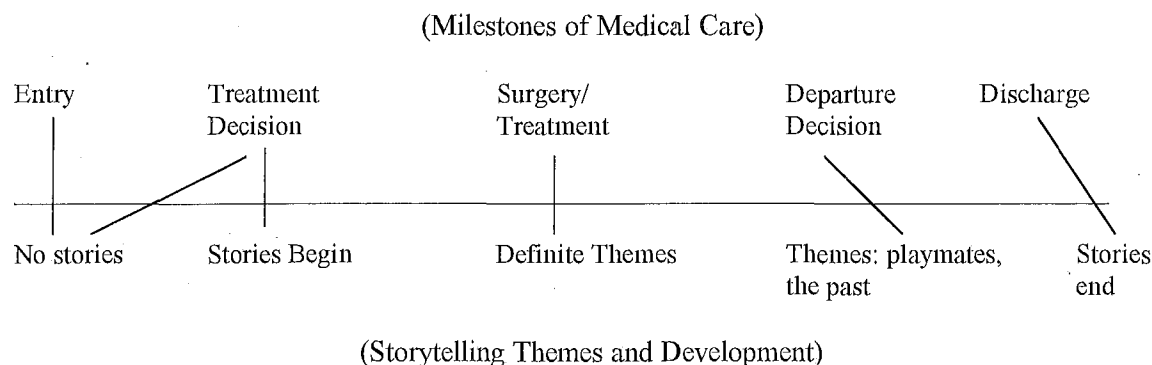 (Milestones of Medical Care)
Entry
Treatment
Decision
Surgery/
Treatment
Departure
Decision
Discharge
No stories
Stories Begin
Definite Themes
Themes: playmates,
the past
Stories
end
(Storytelling Themes and Development)